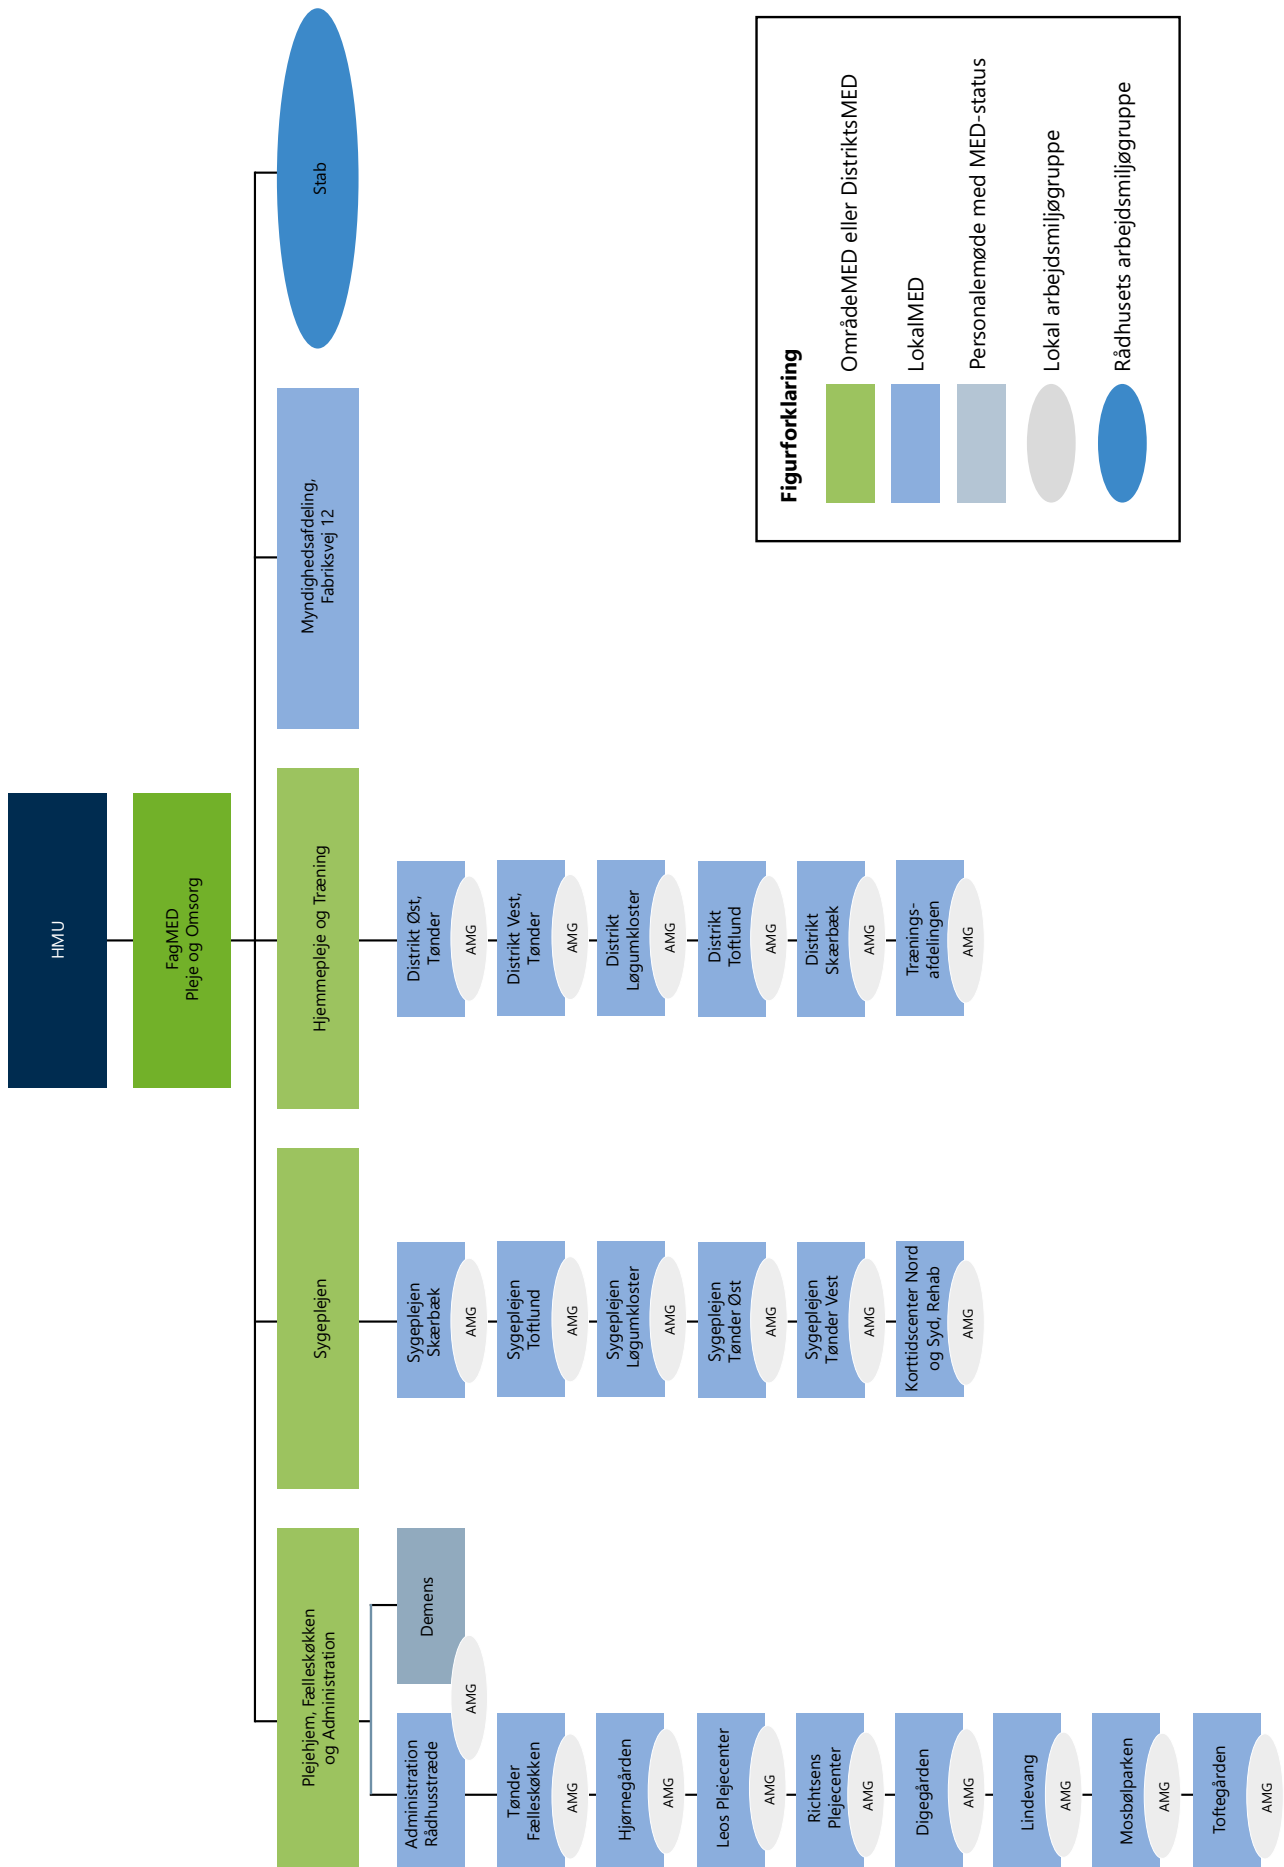 HMU
FagMED
Pleje og Omsorg
Plejehjem, Fælleskøkken
og Administration
Sygeplejen
Hjemmepleje og Træning
Myndighedsafdeling,
Fabriksvej 12
Stab
Administration
Rådhusstræde
Demens
AMG
Tønder
Fælleskøkken
AMG
Hjørnegården
AMG
Leos Plejecenter
AMG
Richtsens
Plejecenter
AMG
Digegården
AMG
Lindevang
AMG
Mosbølparken
AMG
Toftegården
AMG
Sygeplejen
Skærbæk
AMG
Sygeplejen
Toftlund
AMG
Sygeplejen
Løgumkloster
AMG
Sygeplejen
Tønder Øst
AMG
Sygeplejen
Tønder Vest
AMG
Korttidscenter Nord
og Syd, Rehab
AMG
Distrikt Øst,
Tønder
AMG
Distrikt Vest,
Tønder
AMG
Distrikt
Løgumkloster
AMG
Distrikt
Toftlund
AMG
Distrikt
Skærbæk
AMG
Trænings-
afdelingen
AMG
Figurforklaring
OmrådeMED eller DistriktsMED
LokalMED
Personalemøde med MED-status
Lokal arbejdsmiljøgruppe
Rådhusets arbejdsmiljøgruppe